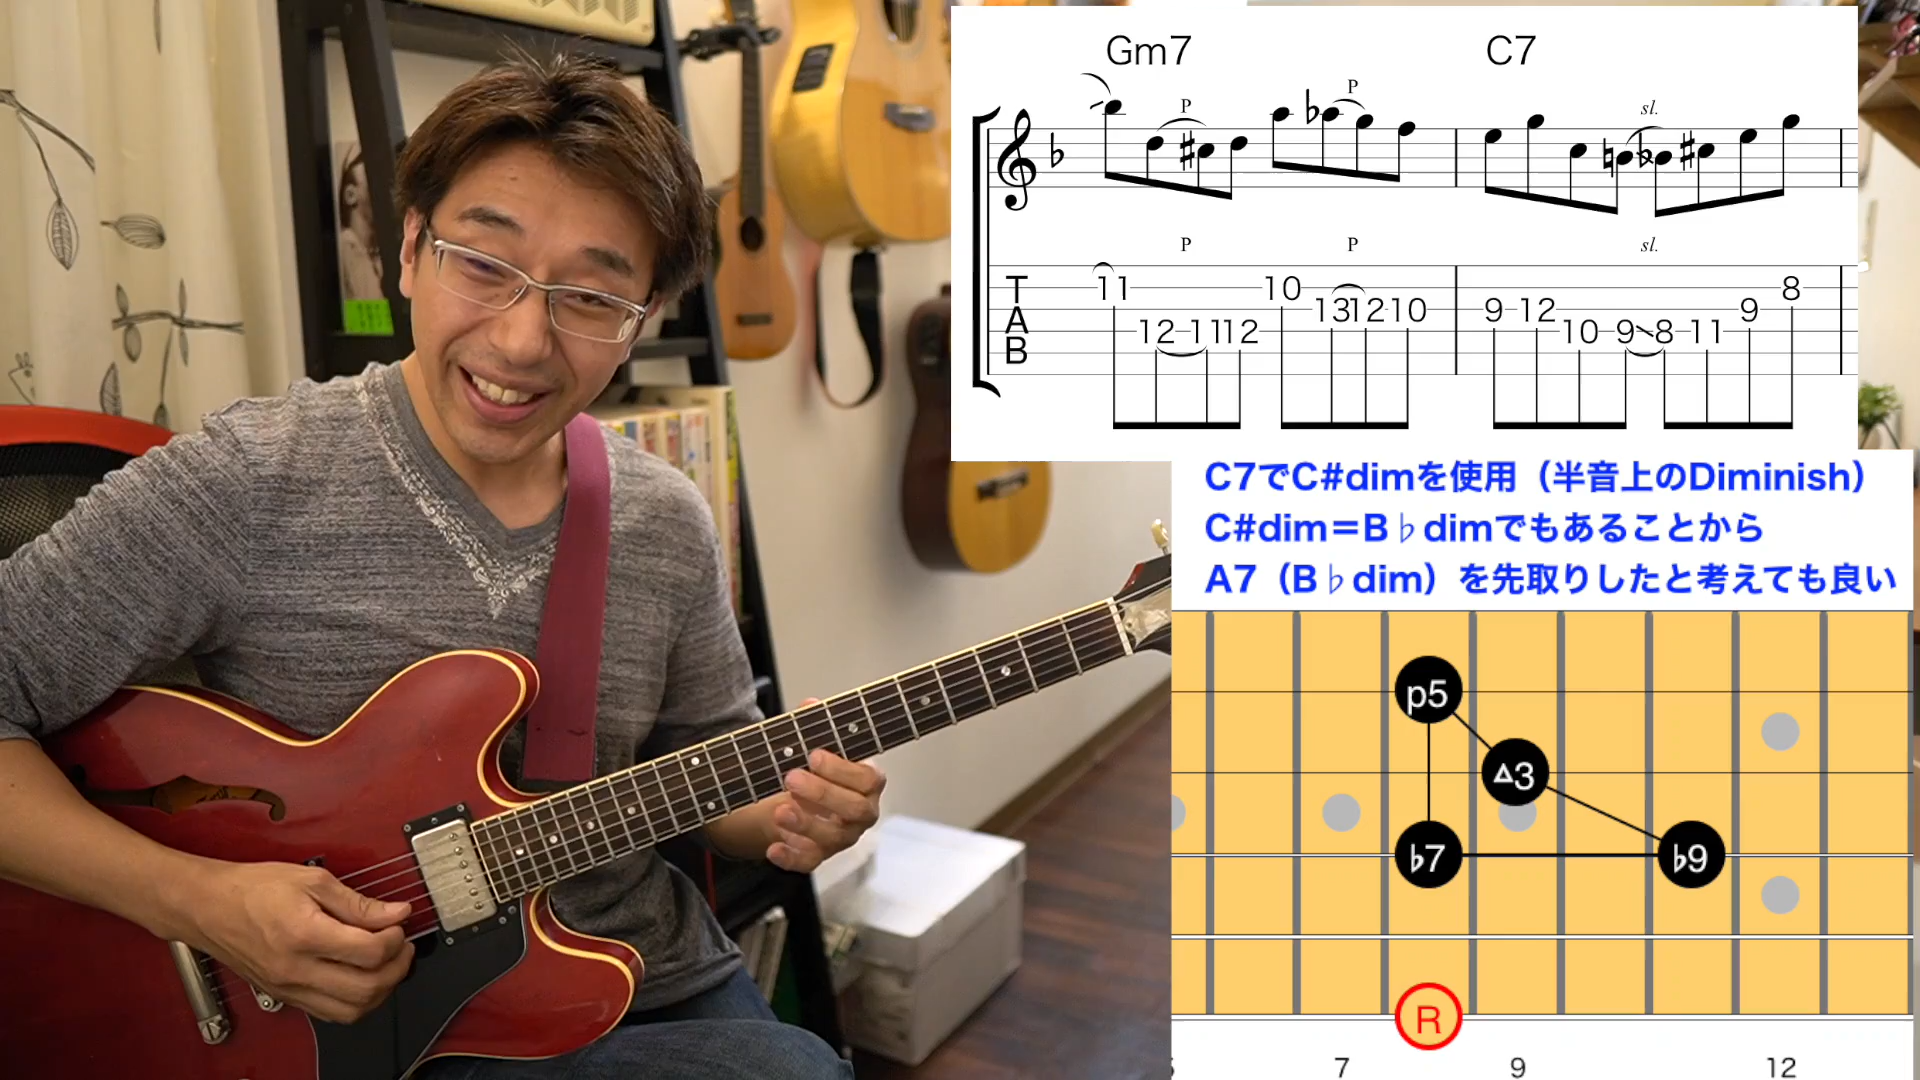 Gm7 C7
P P sl.
P P sl.
T A B
11 10 8
13 12 10 9 12 9
12 11 12 10 9 8 11
C7でC#dimを使用（半音上のDiminish）
C#dim＝B♭dimでもあることから
A7（B♭dim）を先取りしたと考えても良い
p5
△3
♭7 ♭9
R
7 9 12